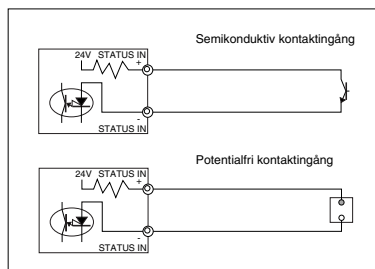 Semikonduktiv kontaktingång
24V STATUS IN
+
-
STATUS IN
Potentialfri kontaktingång
24V STATUS IN
+
-
STATUS IN